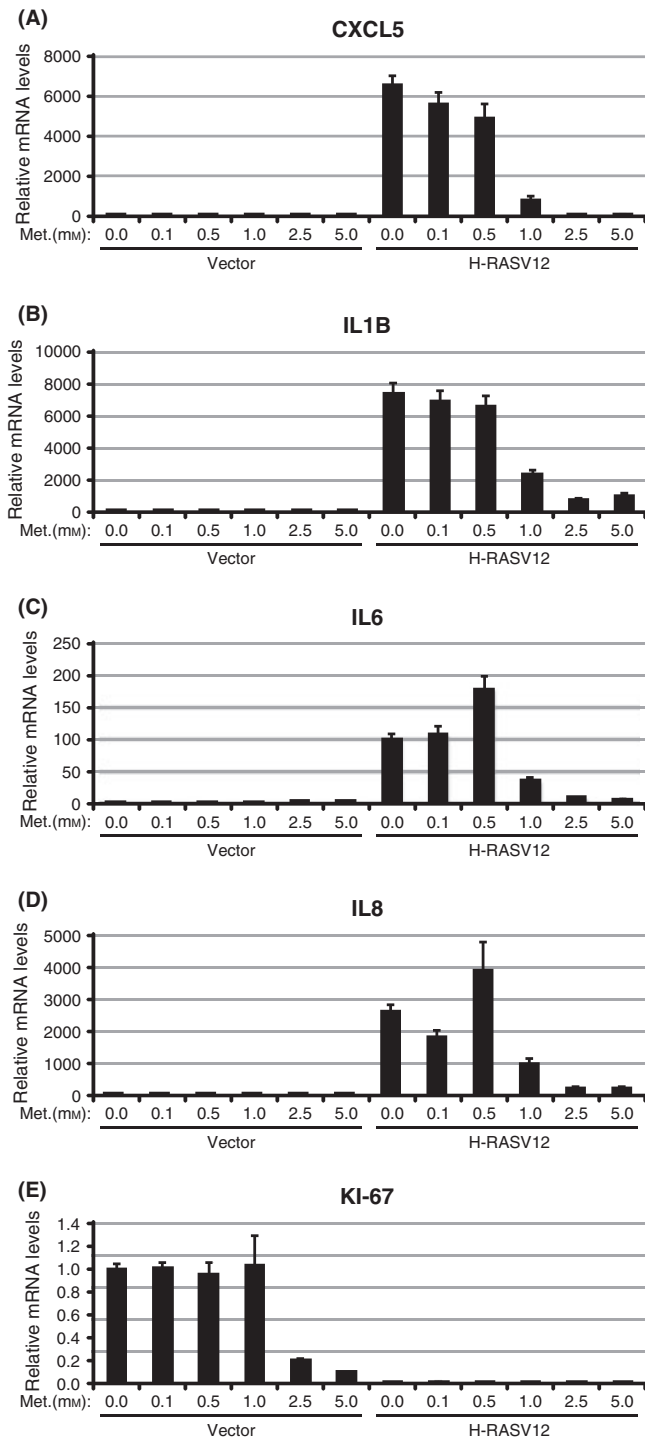 (A)
CXCL5
Relative mRNA levels
8000
6000
4000
2000
0
Met.(mM): 0.0 0.1 0.5 1.0 2.5 5.0 0.0 0.1 0.5 1.0 2.5 5.0
Vector H-RASV12
(B)
IL1B
Relative mRNA levels
10000
8000
6000
4000
2000
0
Met.(mM): 0.0 0.1 0.5 1.0 2.5 5.0 0.0 0.1 0.5 1.0 2.5 5.0
Vector H-RASV12
(C)
IL6
Relative mRNA levels
250
200
150
100
50
0
Met.(mM): 0.0 0.1 0.5 1.0 2.5 5.0 0.0 0.1 0.5 1.0 2.5 5.0
Vector H-RASV12
(D)
IL8
Relative mRNA levels
5000
4000
3000
2000
1000
0
Met.(mM): 0.0 0.1 0.5 1.0 2.5 5.0 0.0 0.1 0.5 1.0 2.5 5.0
Vector H-RASV12
(E)
KI-67
Relative mRNA levels
1.4
1.2
1.0
0.8
0.6
0.4
0.2
0.0
Met.(mM): 0.0 0.1 0.5 1.0 2.5 5.0 0.0 0.1 0.5 1.0 2.5 5.0
Vector H-RASV12